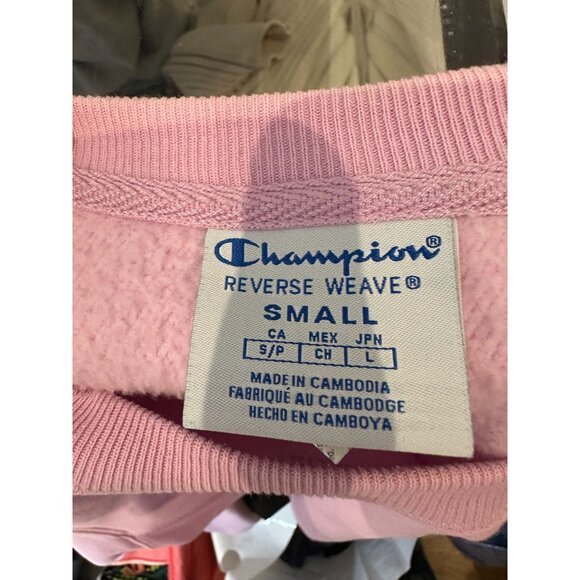 Champion®
REVERSE WEAVE®
SMALL
CA MEX JPN
S/P CH L
MADE IN CAMBODIA
FABRIQUÉ AU CAMBODGE
HECHO EN CAMBOYA